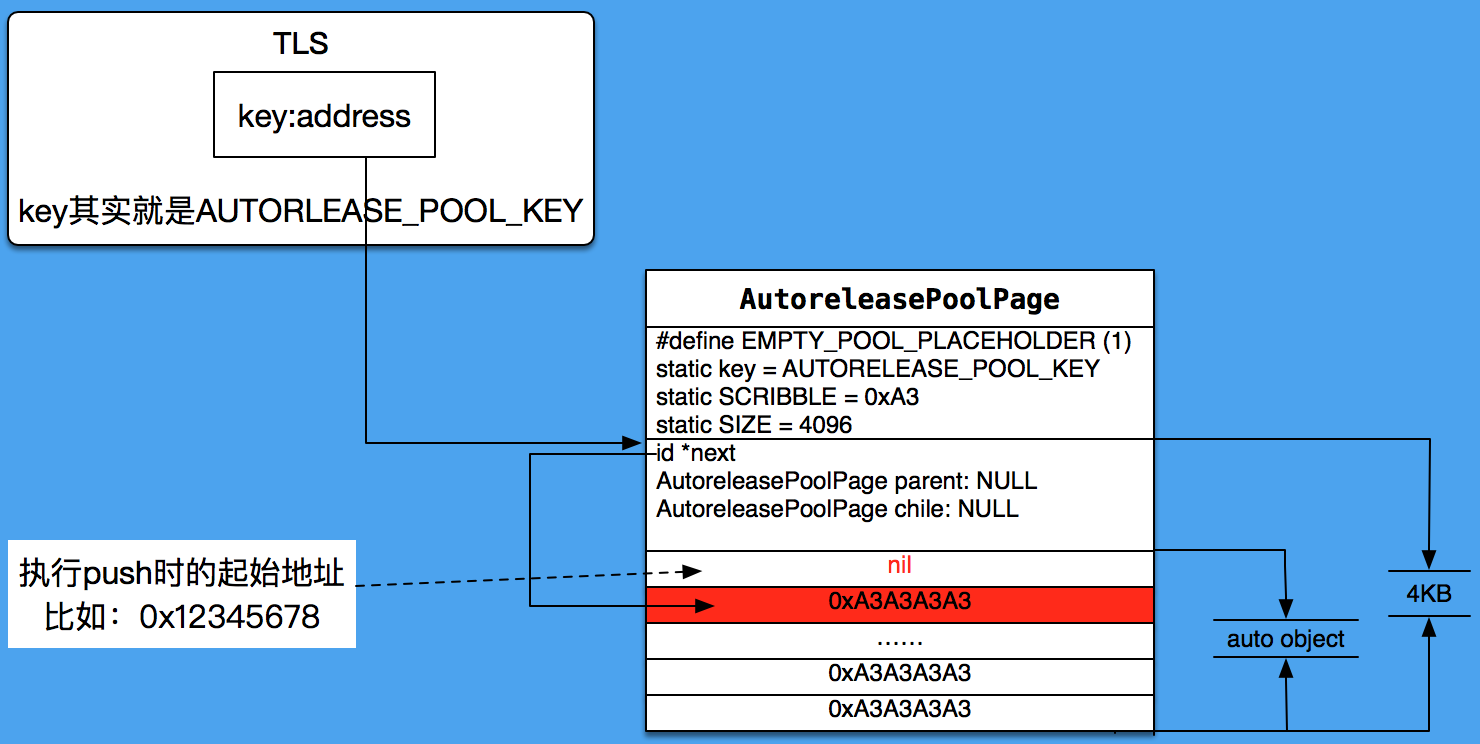 TLS
key:address
key其实就是AUTORLEASE_POOL_KEY
AutoreleasePoolPage
#define EMPTY_POOL_PLACEHOLDER (1)
static key = AUTORELEASE_POOL_KEY
static SCRIBBLE = 0xA3
static SIZE = 4096
id *next
AutoreleasePoolPage parent: NULL
AutoreleasePoolPage chile: NULL
nil
执行push时的起始地址
比如：0x12345678
0xA3A3A3A3
……
0xA3A3A3A3
0xA3A3A3A3
auto object
4KB